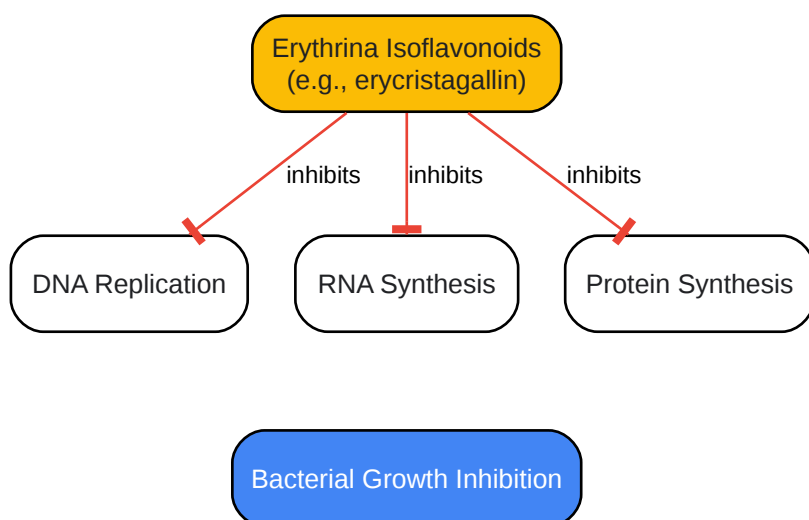 Erythrina Isoflavonoids
(e.g., erycristagallin)
inhibits
inhibits
inhibits
DNA Replication
RNA Synthesis
Protein Synthesis
Bacterial Growth Inhibition